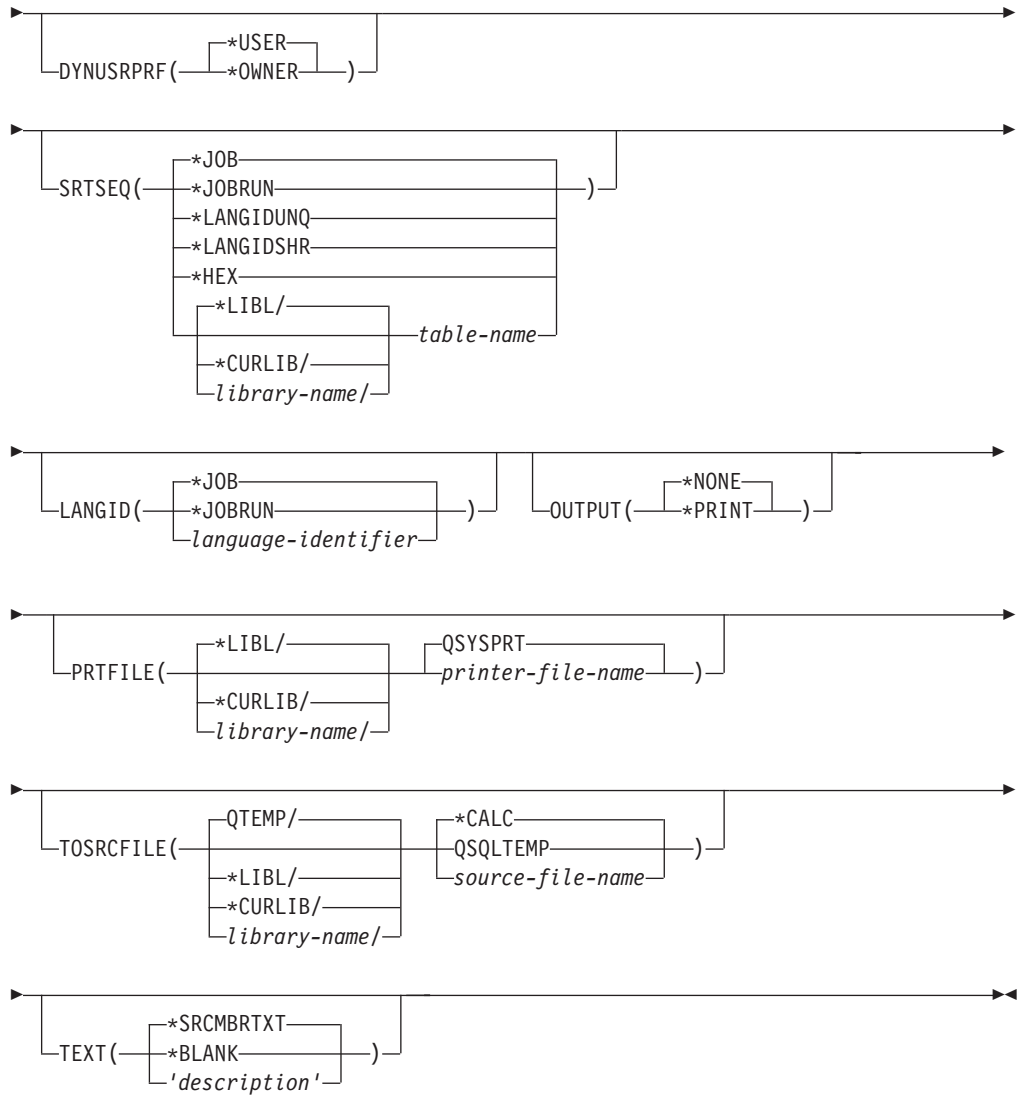 *USER
DYNUSRPRF( *OWNER )
*JOB
SRTSEQ( *JOBRUN )
*LANGIDUNQ
*LANGIDSHR
*HEX
*LIBL/
table-name
*CURLIB/
library-name/
*JOB *NONE
LANGID( *JOBRUN ) OUTPUT( *PRINT )
language-identifier
*LIBL/ QSYSPRT
PRTFILE( printer-file-name )
*CURLIB/
library-name/
QTEMP/ *CALC
TOSRCFILE( QSQLTEMP )
*LIBL/ source-file-name
*CURLIB/
library-name/
*SRCMBRTXT
TEXT( *BLANK )
'description'